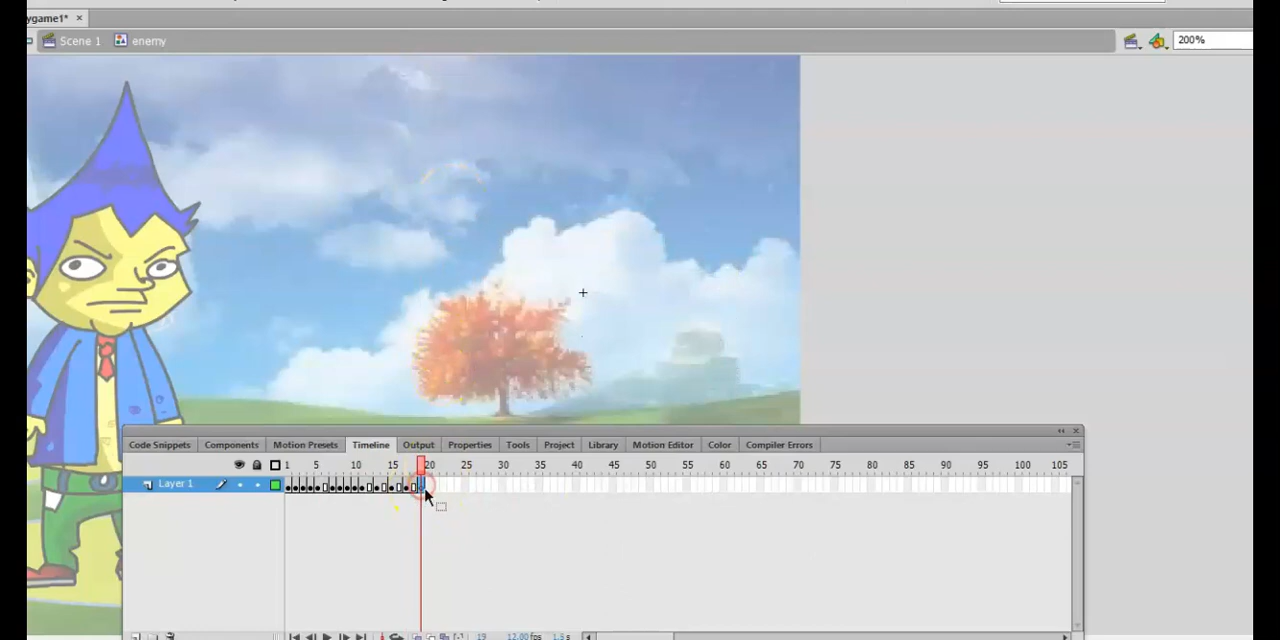 ygame1* ×
Scene 1 enemy 200%
Code Snippets Components Motion Presets Timeline Output Properties Tools Project Library Motion Editor Color Compiler Errors
1 5 10 15 20 25 30 35 40 45 50 55 60 65 70 75 80 85 90 95 100 105
Layer 1
19 12.00 fps 1.5 s